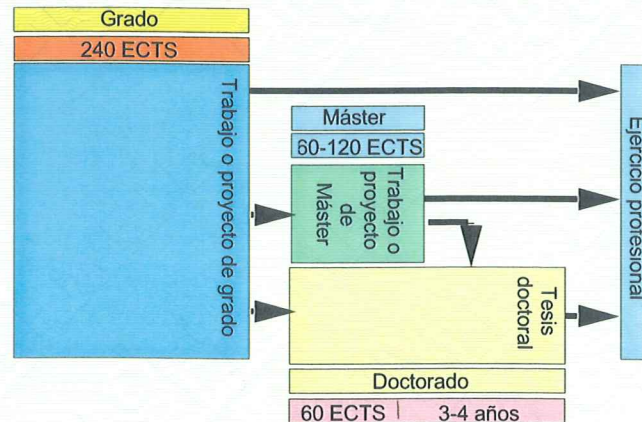 Grado
240 ECTS
Trabajo o proyecto de grado
Máster
60-120 ECTS
Trabajo o
proyecto
de
Máster
Tesis
doctoral
Doctorado
60 ECTS
3-4 años
Ejercicio profesional